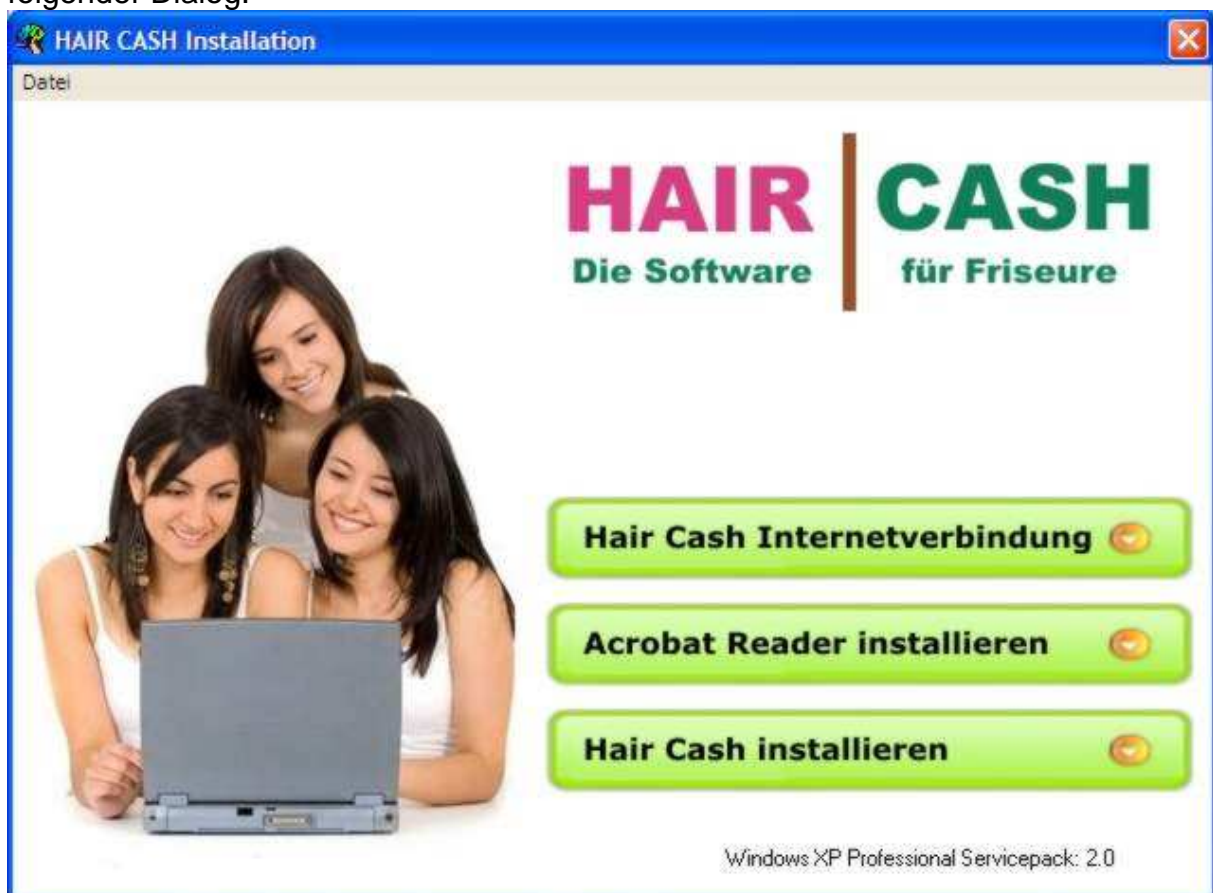 folgender Dialog:
HAIR CASH Installation
Datei
HAIR CASH
Die Software für Friseure
Hair Cash Internetverbindung
Acrobat Reader installieren
Hair Cash installieren
Windows XP Professional Servicepack: 2.0